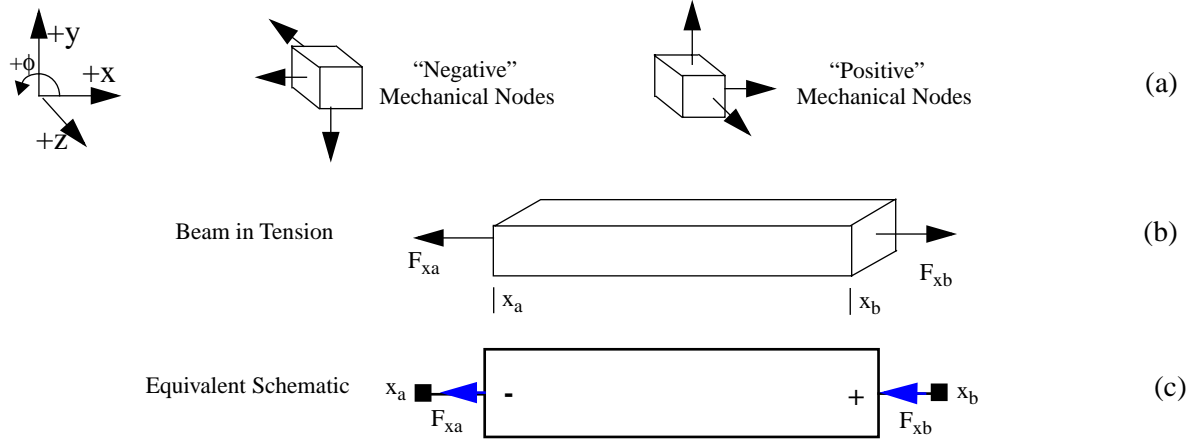 +y
+ϕ
+x
+z
“Negative”
Mechanical Nodes
“Positive”
Mechanical Nodes
(a)
Beam in Tension
F_xa
F_xb
x_a
x_b
(b)
Equivalent Schematic
x_a
F_xa
-
+
F_xb
x_b
(c)